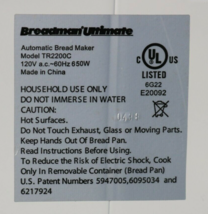 Breadman Ultimate
Automatic Bread Maker
Model TR2200C
120V a.c.~60Hz 650W
Made in China
C UL US
LISTED
6G22
E20092
HOUSEHOLD USE ONLY
DO NOT IMMERSE IN WATER
CAUTION:
Hot Surfaces.
Do Not Touch Exhaust, Glass or Moving Parts.
Keep Hands Out Of Bread Pan.
Read Instructions Before Using.
To Reduce the Risk of Electric Shock, Cook
Only In Removable Container (Bread Pan)
U.S. Patent Numbers 5947005,6095034 and
6217924